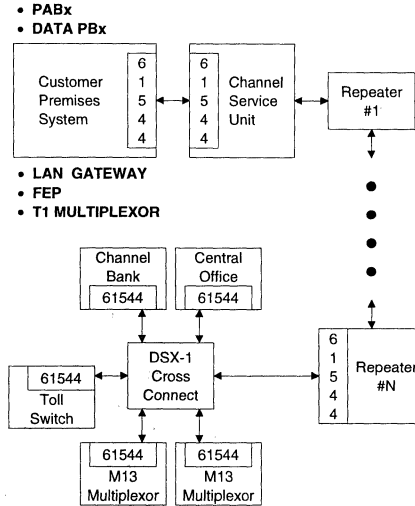 • PABx
• DATA PBx
Customer
Premises
System
6
1
5
4
4
6
1
5
4
4
Channel
Service
Unit
Repeater
#1
• LAN GATEWAY
• FEP
• T1 MULTIPLEXOR
Channel
Bank
61544
Central
Office
61544
61544
Toll
Switch
DSX-1
Cross
Connect
6
1
5
4
4
Repeater
#N
61544
M13
Multiplexor
61544
M13
Multiplexor